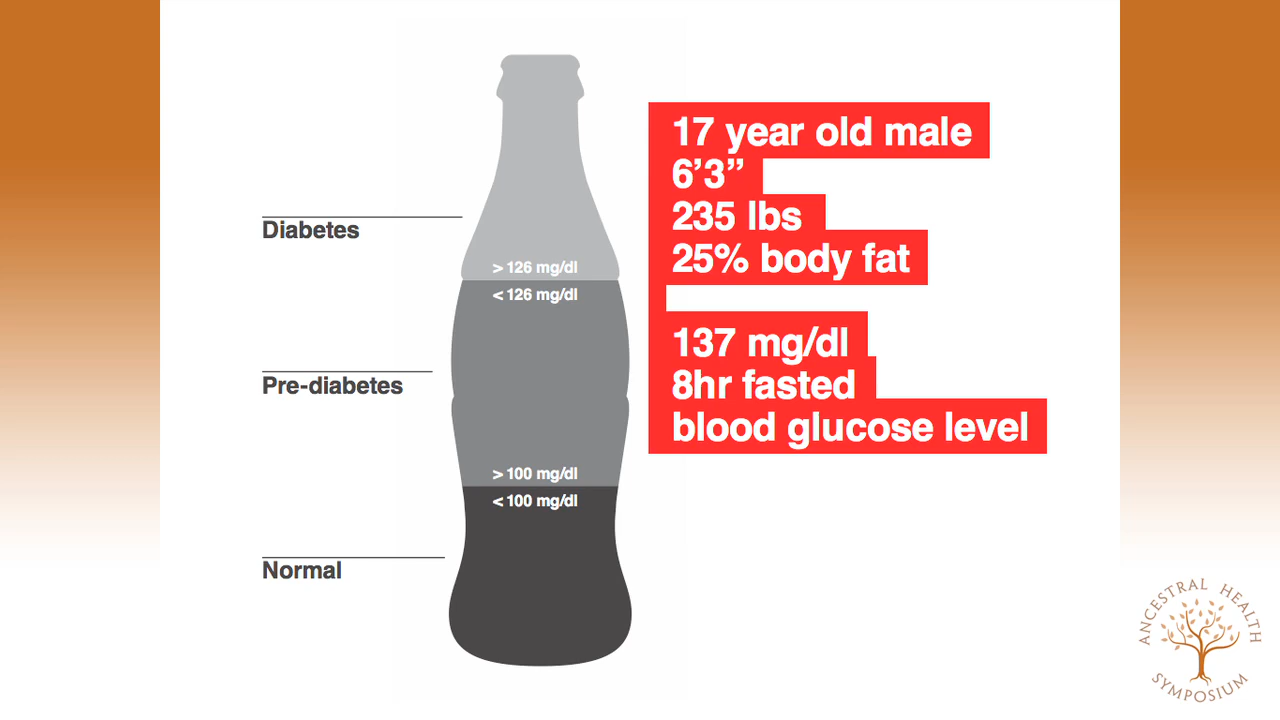 17 year old male
6’3”
235 lbs
25% body fat
137 mg/dl
8hr fasted
blood glucose level
Diabetes
> 126 mg/dl
< 126 mg/dl
Pre-diabetes
> 100 mg/dl
< 100 mg/dl
Normal
ANCESTRAL HEALTH
SYMPOSIUM